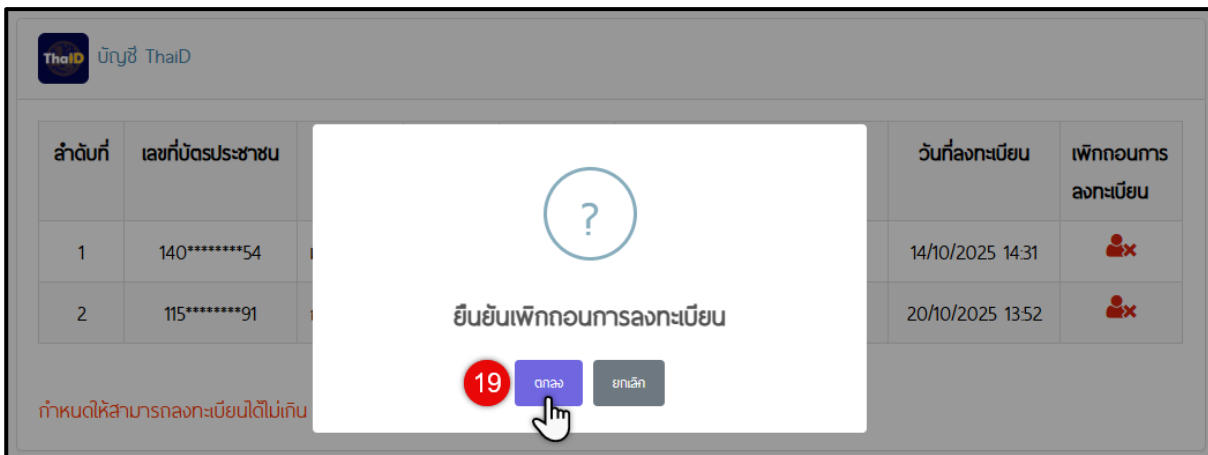 ThaID บัญชี ThaiD
ลำดับที่ เลขที่บัตรประชาชน วันที่ลงทะเบียน เพิกถอนการ
ลงทะเบียน
?
1 140********54 14/10/2025 14:31
2 115********91 20/10/2025 13:52
ยืนยันเพิกถอนการลงทะเบียน
19 ตกลง ยกเลิก
กำหนดให้สามารถลงทะเบียนได้ไม่เกิน